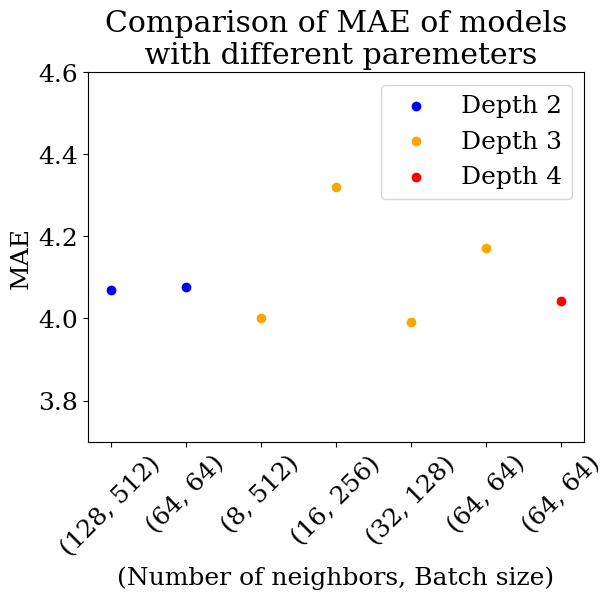 Comparison of MAE of models
with different paremeters
Depth 2
Depth 3
Depth 4
MAE
4.6
4.4
4.2
4.0
3.8
(128, 512)
(64, 64)
(8, 512)
(16, 256)
(32, 128)
(64, 64)
(64, 64)
(Number of neighbors, Batch size)